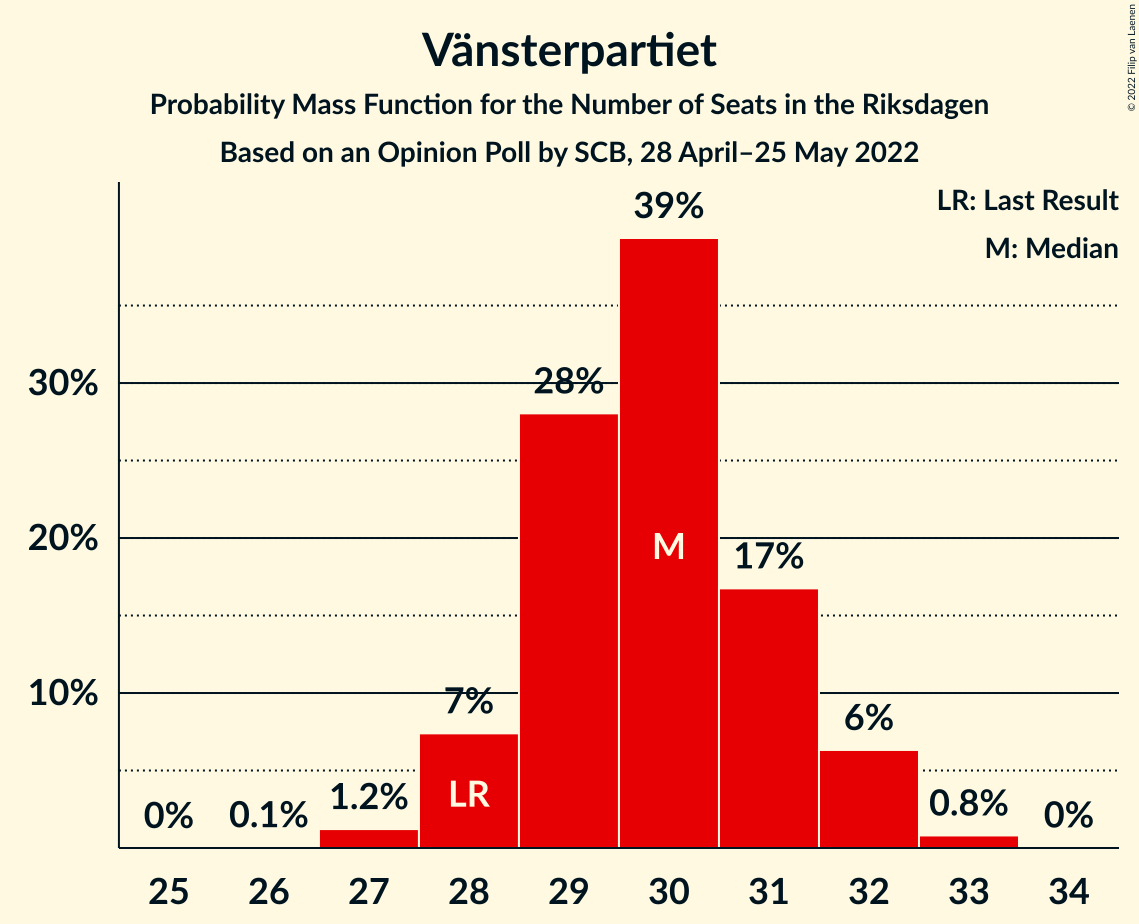 Vänsterpartiet
Probability Mass Function for the Number of Seats in the Riksdagen
Based on an Opinion Poll by SCB, 28 April–25 May 2022
© 2022 Filip van Laenen
LR: Last Result
M: Median
39%
30%
28%
20%
M
17%
10%
7%
6%
LR
1.2%
0.8%
0%
0.1%
0%
25 26 27 28 29 30 31 32 33 34